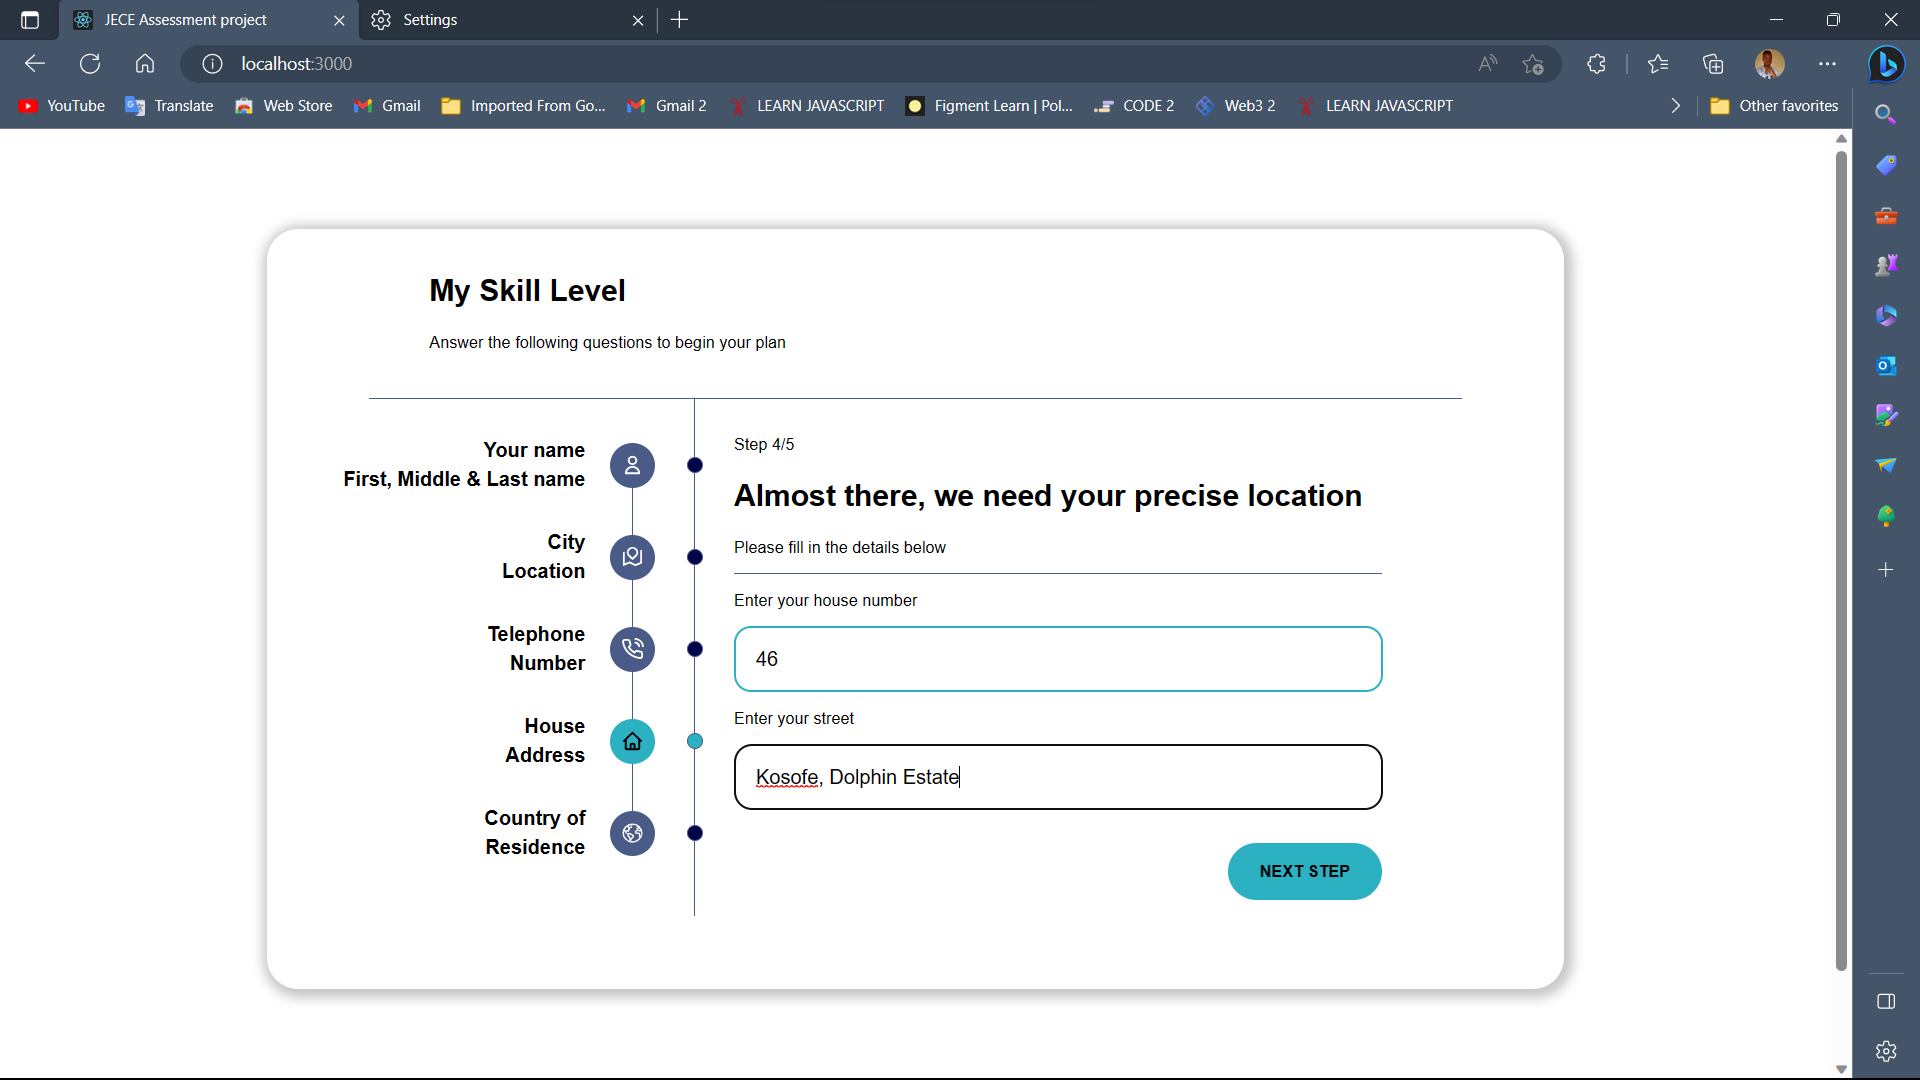 JECE Assessment project
Settings
localhost:3000
YouTube
Translate
Web Store
Gmail
Imported From Go...
Gmail 2
LEARN JAVASCRIPT
Figment Learn | Pol...
CODE 2
Web3 2
LEARN JAVASCRIPT
Other favorites
My Skill Level
Answer the following questions to begin your plan
Your name
First, Middle & Last name
City
Location
Telephone
Number
House
Address
Country of
Residence
Step 4/5
Almost there, we need your precise location
Please fill in the details below
Enter your house number
46
Enter your street
Kosofe, Dolphin Estate
NEXT STEP